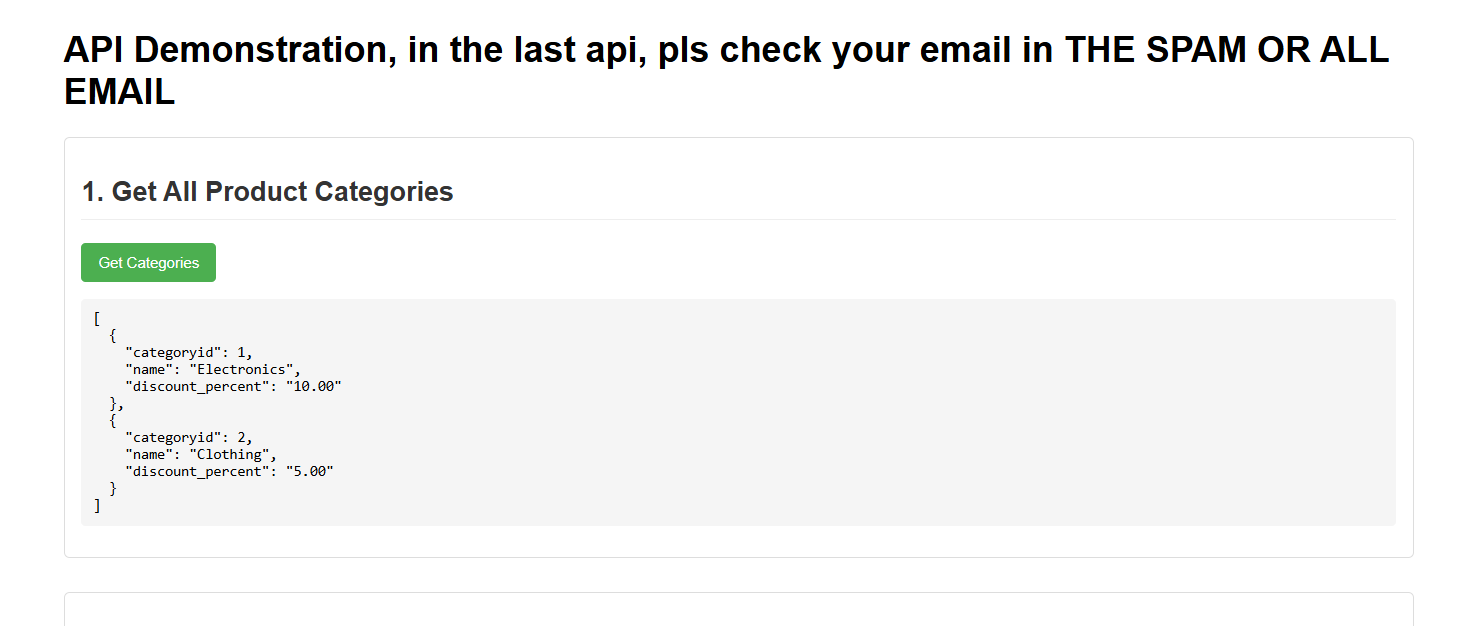 API Demonstration, in the last api, pls check your email in THE SPAM OR ALL
EMAIL
1. Get All Product Categories
Get Categories
[
  {
    "categoryid": 1,
    "name": "Electronics",
    "discount_percent": "10.00"
  },
  {
    "categoryid": 2,
    "name": "Clothing",
    "discount_percent": "5.00"
  }
]